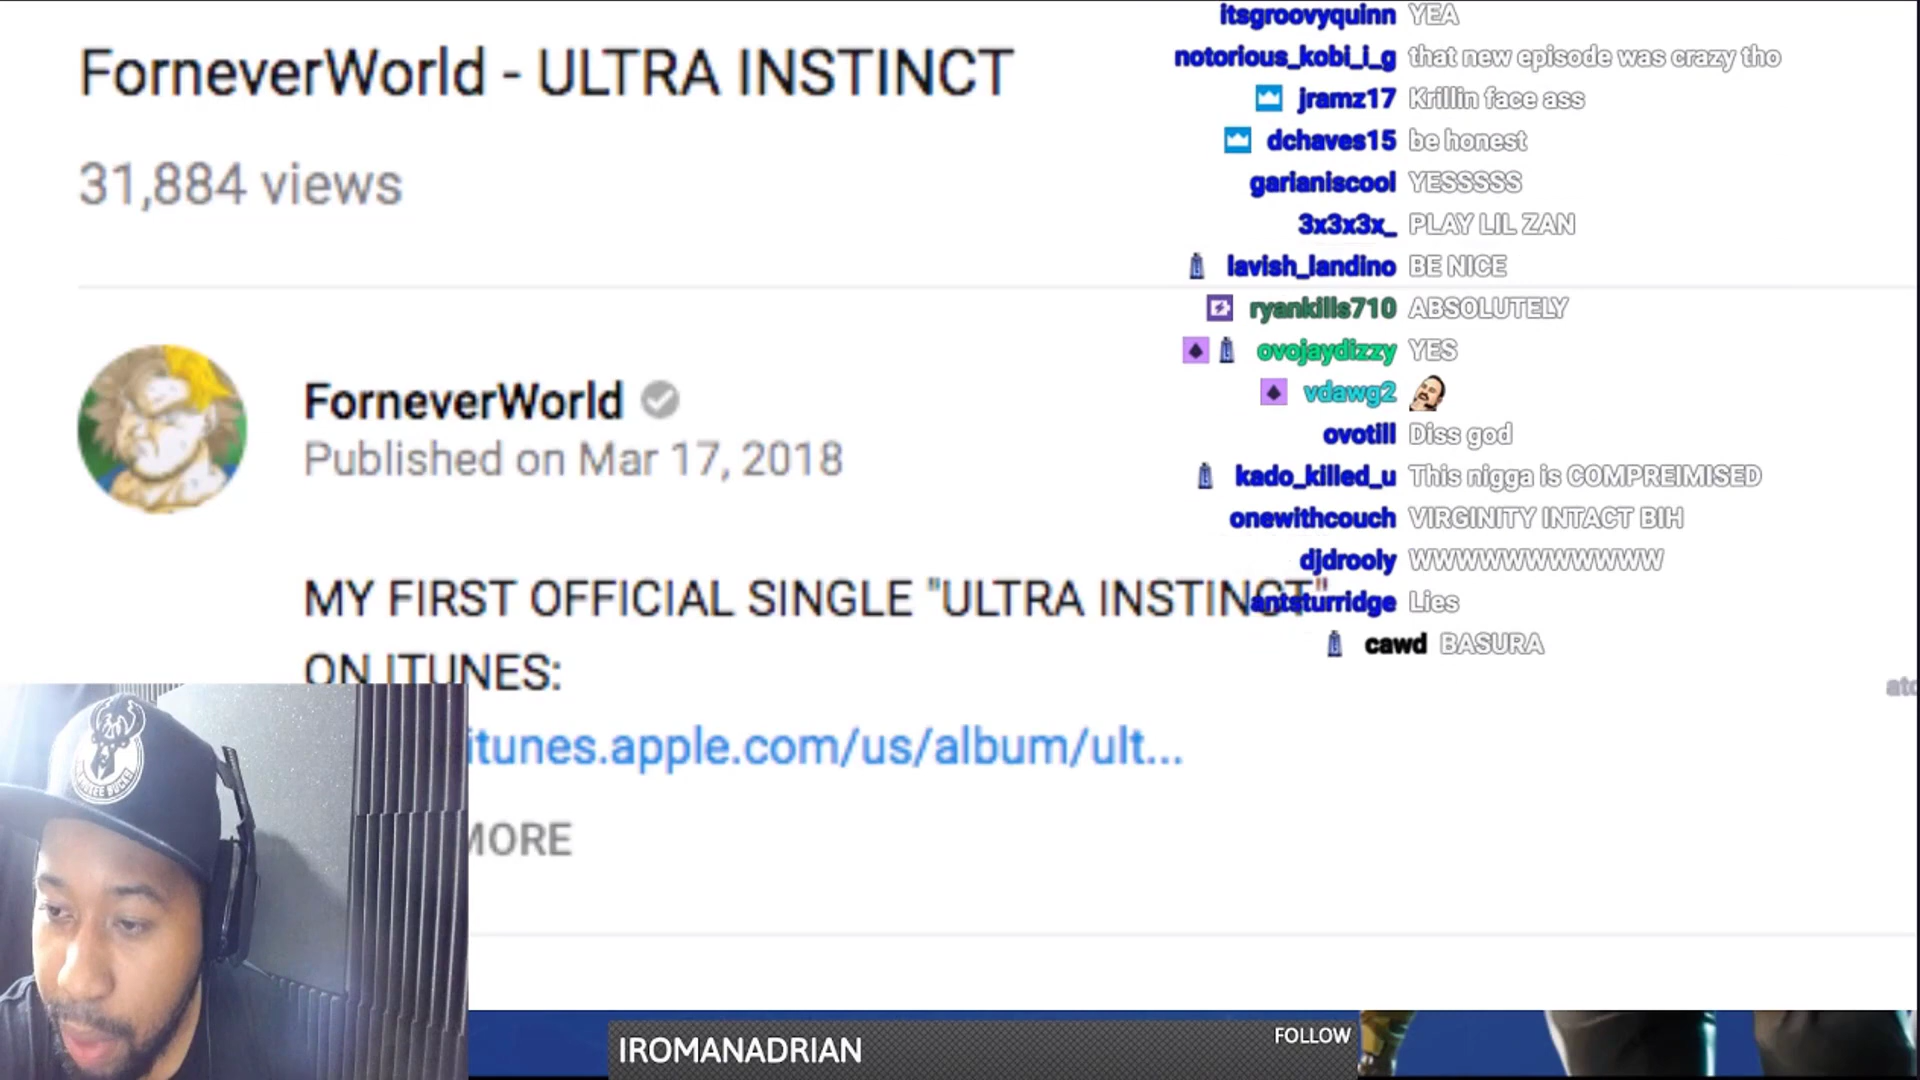 ForneverWorld - ULTRA INSTINCT
31,884 views
ForneverWorld
Published on Mar 17, 2018
MY FIRST OFFICIAL SINGLE "ULTRA INSTINCT"
ON ITUNES:
itunes.apple.com/us/album/ult...
MORE
itsgroovyquinn YEA
notorious_kobi_i_g that new episode was crazy tho
jramz17 Krillin face ass
dchaves15 be honest
garianiscool YESSSSS
3x3x3x_ PLAY LIL ZAN
lavish_landino BE NICE
ryankills710 ABSOLUTELY
ovojaydizzy YES
vdawg2
ovotill Diss god
kado_killed_u This nigga is COMPREIMISED
onewithcouch VIRGINITY INTACT BIH
djdrooly WWWWWWWWWWW
antsturridge Lies
cawd BASURA
IROMANADRIAN
FOLLOW